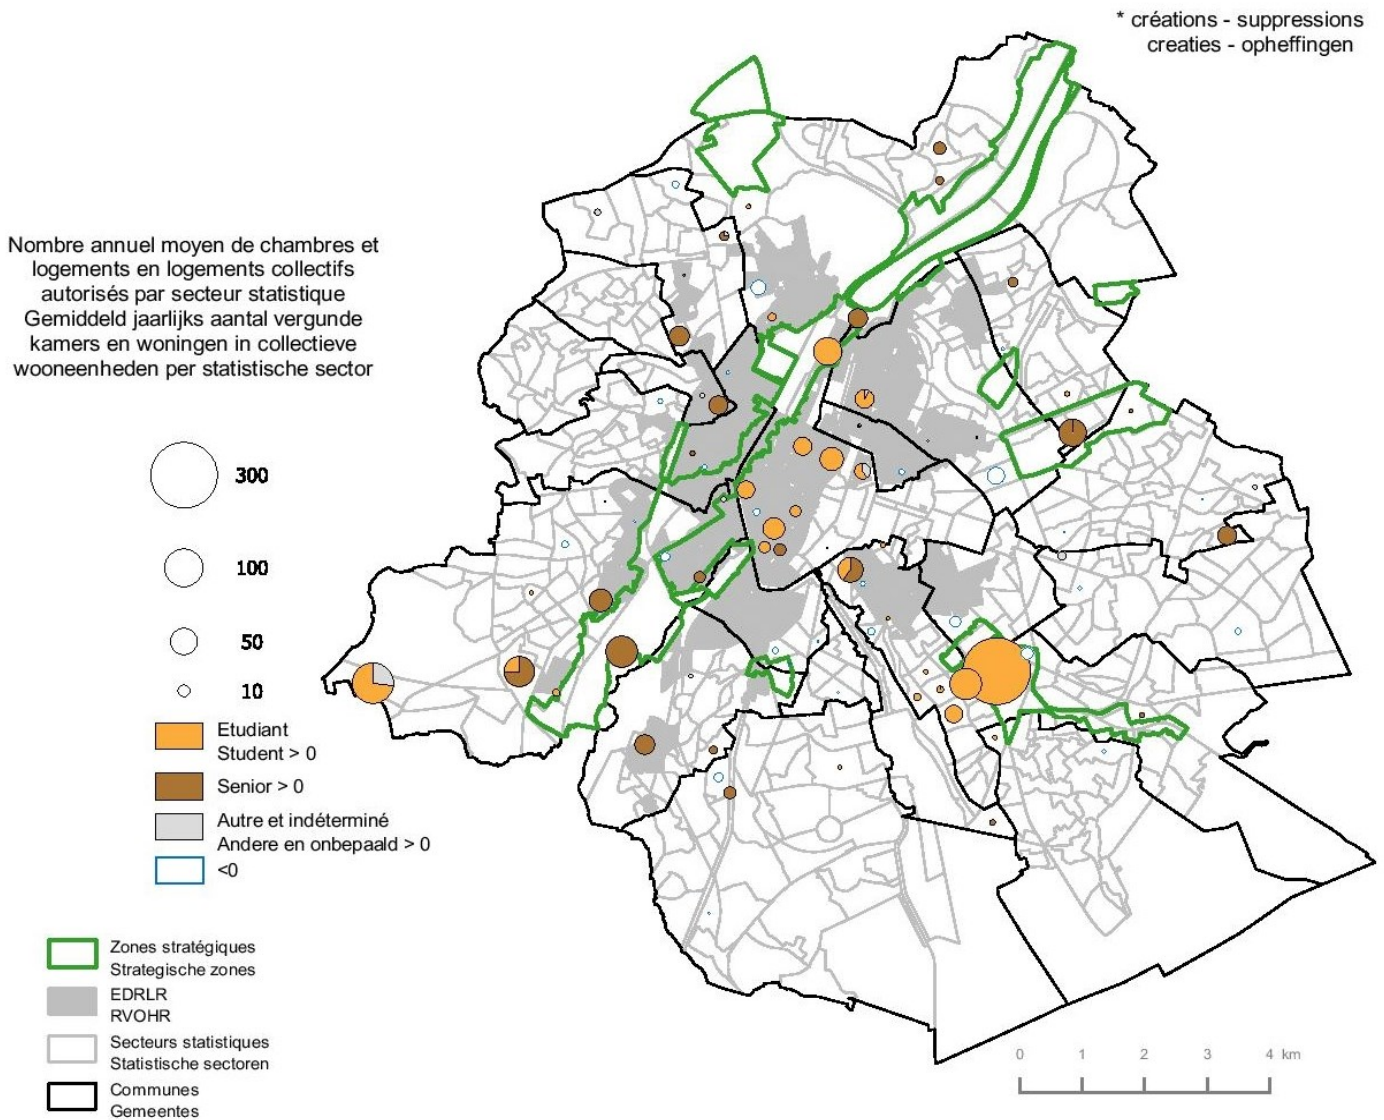 * créations - suppressions
creaties - opheffingen
Nombre annuel moyen de chambres et
logements en logements collectifs
autorisés par secteur statistique
Gemiddeld jaarlijks aantal vergunde
kamers en woningen in collectieve
wooneenheden per statistische sector
300
100
50
10
Etudiant
Student > 0
Senior > 0
Autre et indéterminé
Andere en onbepaald > 0
<0
Zones stratégiques
Strategische zones
EDRLR
RVOHR
Secteurs statistiques
Statistische sectoren
Communes
Gemeentes
0 1 2 3 4 km